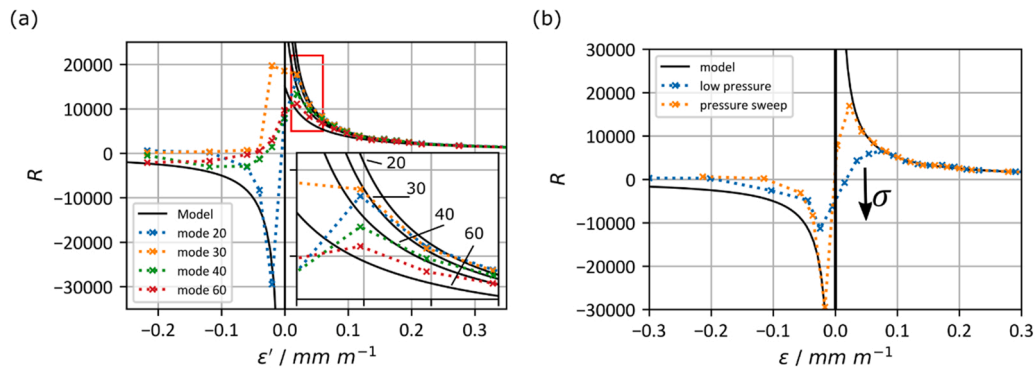 (a)
20000
10000
0
−10000
−20000
−30000
R
−0.2
−0.1
0.0
0.1
0.2
0.3
ε′ / mm m⁻¹
Model
mode 20
mode 30
mode 40
mode 60
20
30
40
60
(b)
30000
20000
10000
0
−10000
−20000
−30000
R
−0.3
−0.2
−0.1
0.0
0.1
0.2
0.3
ε / mm m⁻¹
model
low pressure
pressure sweep
σ